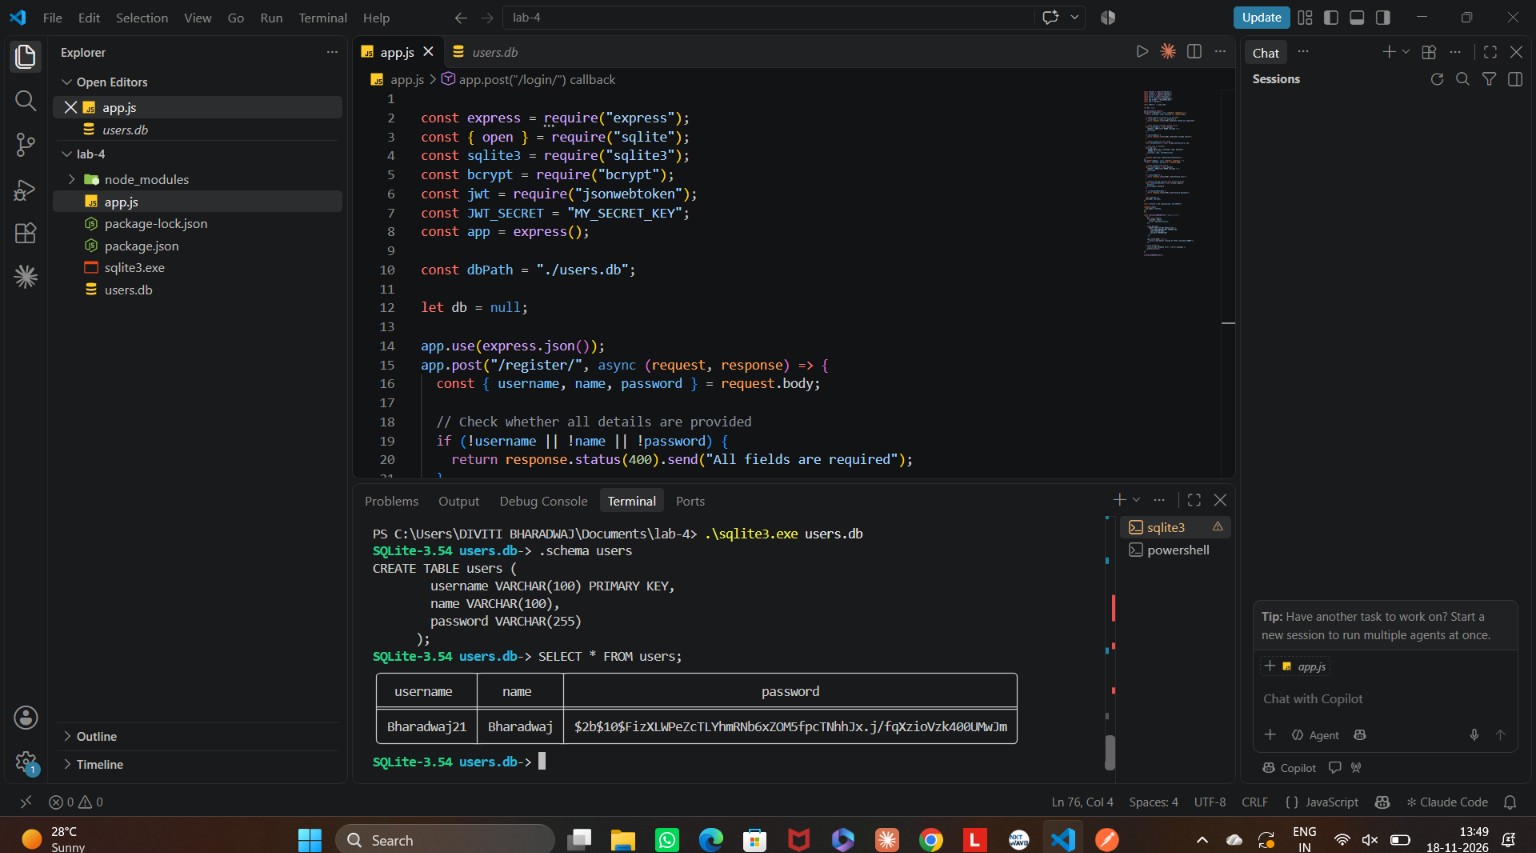 File Edit Selection View Go Run Terminal Help
lab-4
Update
Explorer
Open Editors
app.js
users.db
lab-4
node_modules
app.js
package-lock.json
package.json
sqlite3.exe
users.db
Outline
Timeline
app.js
users.db
app.js > app.post("/login/") callback
1
2 const express = require("express");
3 const { open } = require("sqlite");
4 const sqlite3 = require("sqlite3");
5 const bcrypt = require("bcrypt");
6 const jwt = require("jsonwebtoken");
7 const JWT_SECRET = "MY_SECRET_KEY";
8 const app = express();
9
10 const dbPath = "./users.db";
11
12 let db = null;
13
14 app.use(express.json());
15 app.post("/register/", async (request, response) => {
16 const { username, name, password } = request.body;
17
18 // Check whether all details are provided
19 if (!username || !name || !password) {
20 return response.status(400).send("All fields are required");
21 }
Problems Output Debug Console Terminal Ports
PS C:\Users\DIVITI BHARADWAJ\Documents\lab-4> .\sqlite3.exe users.db
SQLite-3.54 users.db-> .schema users
CREATE TABLE users (
username VARCHAR(100) PRIMARY KEY,
name VARCHAR(100),
password VARCHAR(255)
);
SQLite-3.54 users.db-> SELECT * FROM users;
username name password
Bharadwaj21 Bharadwaj $2b$10$FizXLWPeZcTLYhmRNb6xZOM5fpcTNhhJx.j/fqXzioVzk400UMwJm
SQLite-3.54 users.db->
sqlite3
powershell
Chat
Sessions
Tip: Have another task to work on? Start a
new session to run multiple agents at once.
app.js
Chat with Copilot
Agent
Copilot
1
0 0
Ln 76, Col 4 Spaces: 4 UTF-8 CRLF { } JavaScript Claude Code
28°C
Sunny
Search
L
NXT
WAVE
ENG
IN
13:49
18-11-2026